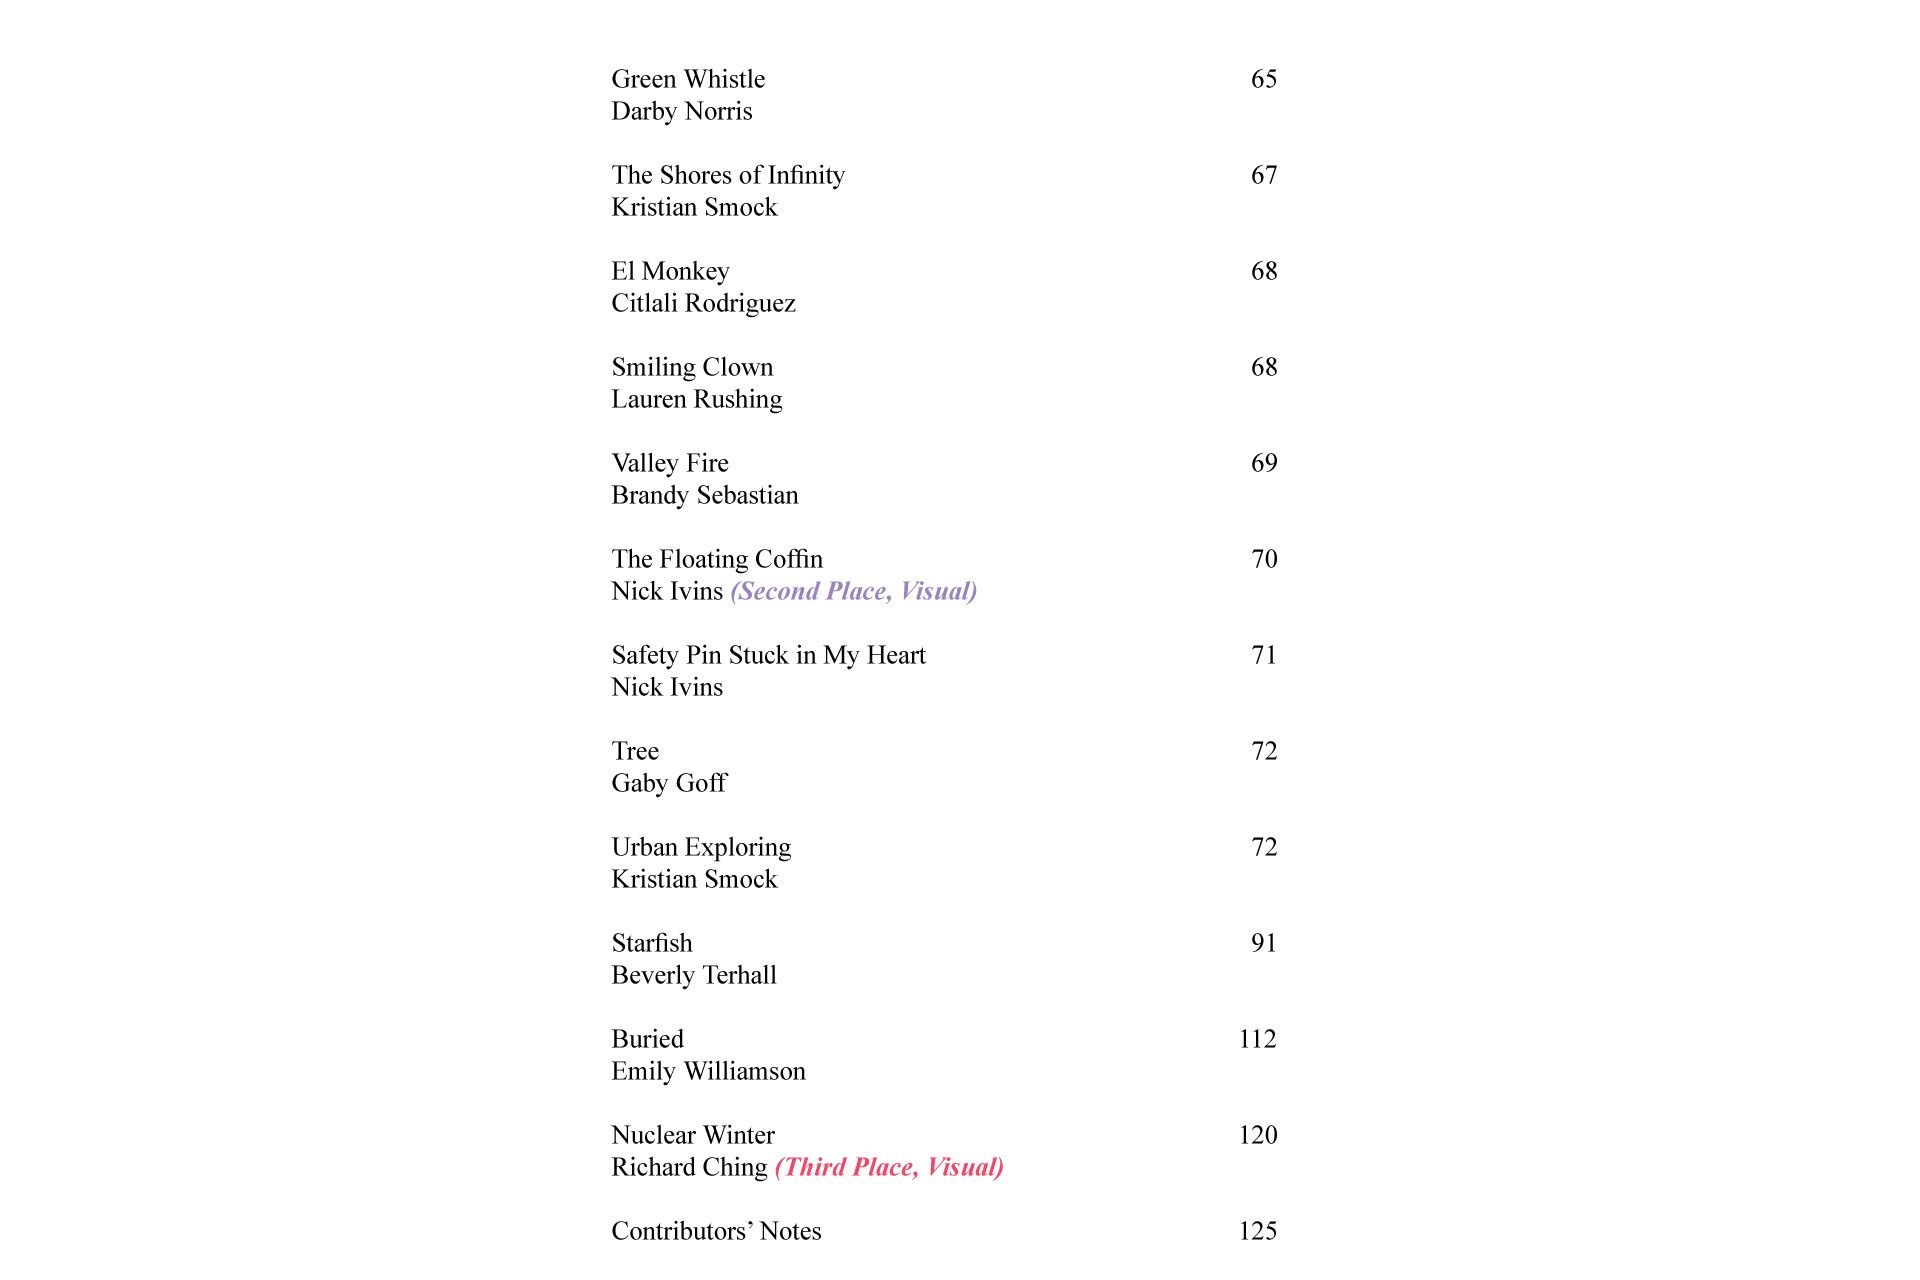 Green Whistle 65
Darby Norris
The Shores of Infinity 67
Kristian Smock
El Monkey 68
Citlali Rodriguez
Smiling Clown 68
Lauren Rushing
Valley Fire 69
Brandy Sebastian
The Floating Coffin 70
Nick Ivins (Second Place, Visual)
Safety Pin Stuck in My Heart 71
Nick Ivins
Tree 72
Gaby Goff
Urban Exploring 72
Kristian Smock
Starfish 91
Beverly Terhall
Buried 112
Emily Williamson
Nuclear Winter 120
Richard Ching (Third Place, Visual)
Contributors’ Notes 125